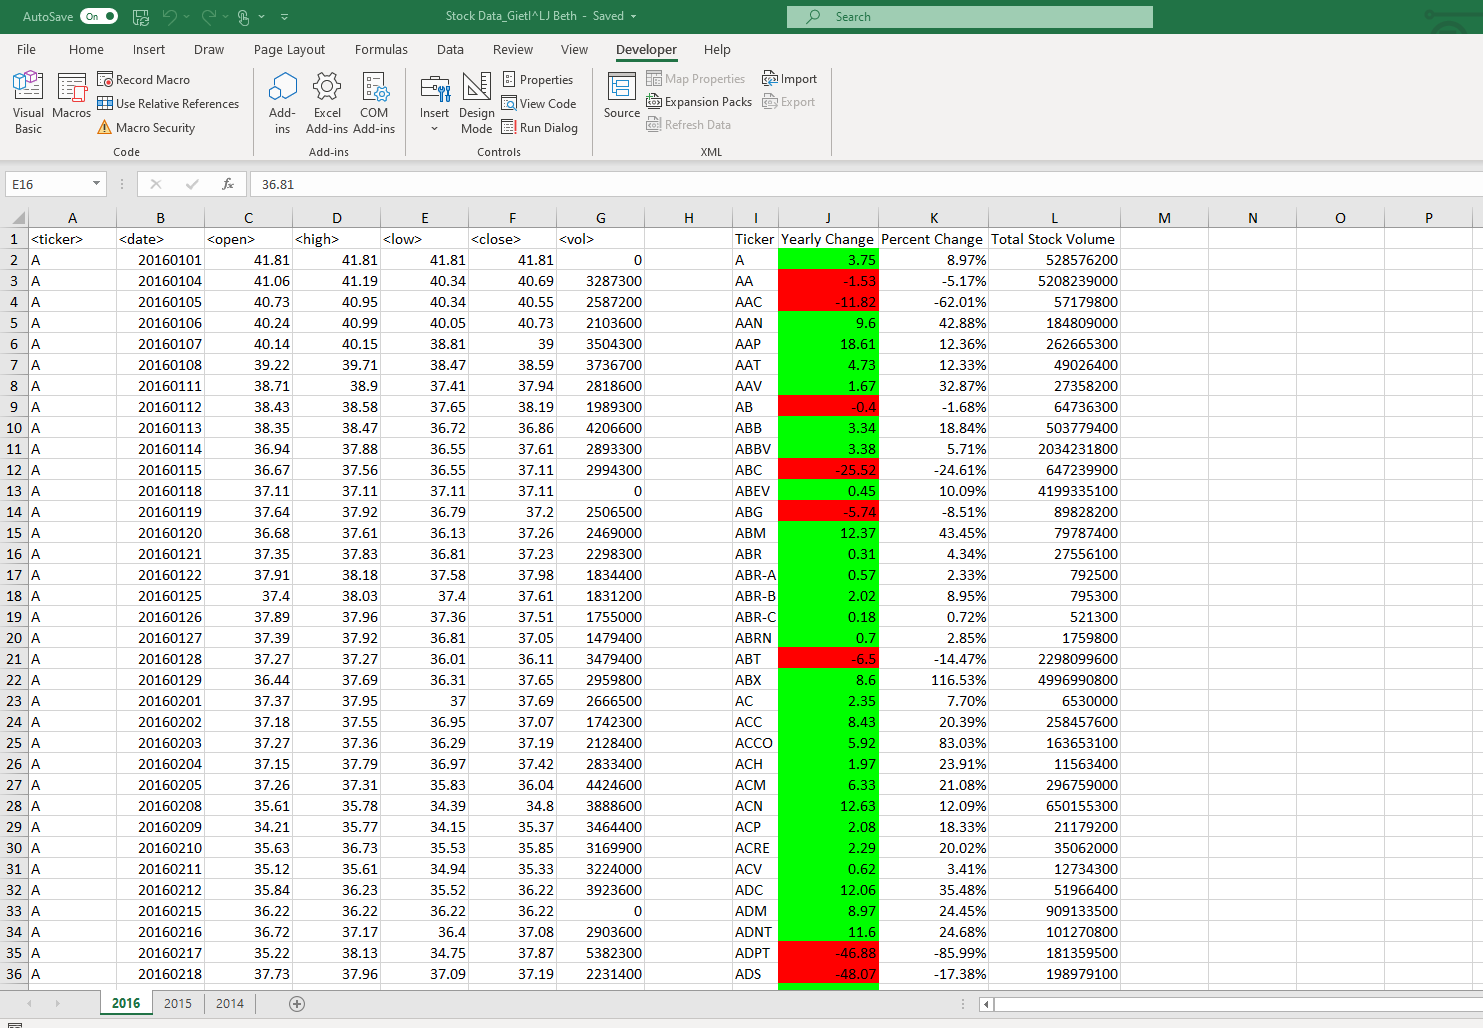 AutoSave On Stock Data_Gietl^LJ Beth - Saved Search
File Home Insert Draw Page Layout Formulas Data Review View Developer Help
Visual Basic
Macros
Record Macro
Use Relative References
Macro Security
Code
Add-ins
Excel Add-ins
COM Add-ins
Add-ins
Insert
Design Mode
Properties
View Code
Run Dialog
Controls
Source
Map Properties
Expansion Packs
Refresh Data
Import
Export
XML
E16 fx 36.81
A B C D E F G H I J K L M N O P
1 <ticker> <date> <open> <high> <low> <close> <vol> Ticker Yearly Change Percent Change Total Stock Volume
2 A 20160101 41.81 41.81 41.81 41.81 0 A 3.75 8.97% 528576200
3 A 20160104 41.06 41.19 40.34 40.69 3287300 AA -1.53 -5.17% 5208239000
4 A 20160105 40.73 40.95 40.34 40.55 2587200 AAC -11.82 -62.01% 57179800
5 A 20160106 40.24 40.99 40.05 40.73 2103600 AAN 9.6 42.88% 184809000
6 A 20160107 40.14 40.15 38.81 39 3504300 AAP 18.61 12.36% 262665300
7 A 20160108 39.22 39.71 38.47 38.59 3736700 AAT 4.73 12.33% 49026400
8 A 20160111 38.71 38.9 37.41 37.94 2818600 AAV 1.67 32.87% 27358200
9 A 20160112 38.43 38.58 37.65 38.19 1989300 AB -0.4 -1.68% 64736300
10 A 20160113 38.35 38.47 36.72 36.86 4206600 ABB 3.34 18.84% 503779400
11 A 20160114 36.94 37.88 36.55 37.61 2893300 ABBV 3.38 5.71% 2034231800
12 A 20160115 36.67 37.56 36.55 37.11 2994300 ABC -25.52 -24.61% 647239900
13 A 20160118 37.11 37.11 37.11 37.11 0 ABEV 0.45 10.09% 4199335100
14 A 20160119 37.64 37.92 36.79 37.2 2506500 ABG -5.74 -8.51% 89828200
15 A 20160120 36.68 37.61 36.13 37.26 2469000 ABM 12.37 43.45% 79787400
16 A 20160121 37.35 37.83 36.81 37.23 2298300 ABR 0.31 4.34% 27556100
17 A 20160122 37.91 38.18 37.58 37.98 1834400 ABR-A 0.57 2.33% 792500
18 A 20160125 37.4 38.03 37.4 37.61 1831200 ABR-B 2.02 8.95% 795300
19 A 20160126 37.89 37.96 37.36 37.51 1755000 ABR-C 0.18 0.72% 521300
20 A 20160127 37.39 37.92 36.81 37.05 1479400 ABRN 0.7 2.85% 1759800
21 A 20160128 37.27 37.27 36.01 36.11 3479400 ABT -6.5 -14.47% 2298099600
22 A 20160129 36.44 37.69 36.31 37.65 2959800 ABX 8.6 116.53% 4996990800
23 A 20160201 37.37 37.95 37 37.69 2666500 AC 2.35 7.70% 6530000
24 A 20160202 37.18 37.55 36.95 37.07 1742300 ACC 8.43 20.39% 258457600
25 A 20160203 37.27 37.36 36.29 37.19 2128400 ACCO 5.92 83.03% 163653100
26 A 20160204 37.15 37.79 36.97 37.42 2833400 ACH 1.97 23.91% 11563400
27 A 20160205 37.26 37.31 35.83 36.04 4424600 ACM 6.33 21.08% 296759000
28 A 20160208 35.61 35.78 34.39 34.8 3888600 ACN 12.63 12.09% 650155300
29 A 20160209 34.21 35.77 34.15 35.37 3464400 ACP 2.08 18.33% 21179200
30 A 20160210 35.63 36.73 35.53 35.85 3169900 ACRE 2.29 20.02% 35062000
31 A 20160211 35.12 35.61 34.94 35.33 3224000 ACV 0.62 3.41% 12734300
32 A 20160212 35.84 36.23 35.52 36.22 3923600 ADC 12.06 35.48% 51966400
33 A 20160215 36.22 36.22 36.22 36.22 0 ADM 8.97 24.45% 909133500
34 A 20160216 36.72 37.17 36.4 37.08 2903600 ADNT 11.6 24.68% 101270800
35 A 20160217 35.22 38.13 34.75 37.87 5382300 ADPT -46.88 -85.99% 181359500
36 A 20160218 37.73 37.96 37.09 37.19 2231400 ADS -48.07 -17.38% 198979100
2016 2015 2014